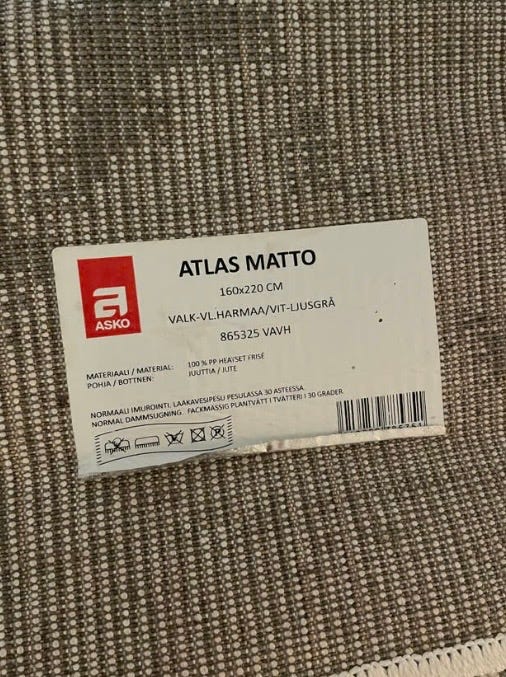 ASKO
ATLAS MATTO
160x220 CM
VALK-VL.HARMAA/VIT-LJUSGRÅ
865325 VAVH
MATERIAALI / MATERIAL: 100 % PP HEATSET FRISÉ
POHJA / BOTTNEN: JUUTTIA / JUTE
NORMAALI IMUROINTI, LAAKAVESIPESU PESULASSA 30 ASTEESSA.
NORMAL DAMMSUGNING. FACKMÄSSIG PLANTVÄTT I TVÄTTERI I 30 GRADER.